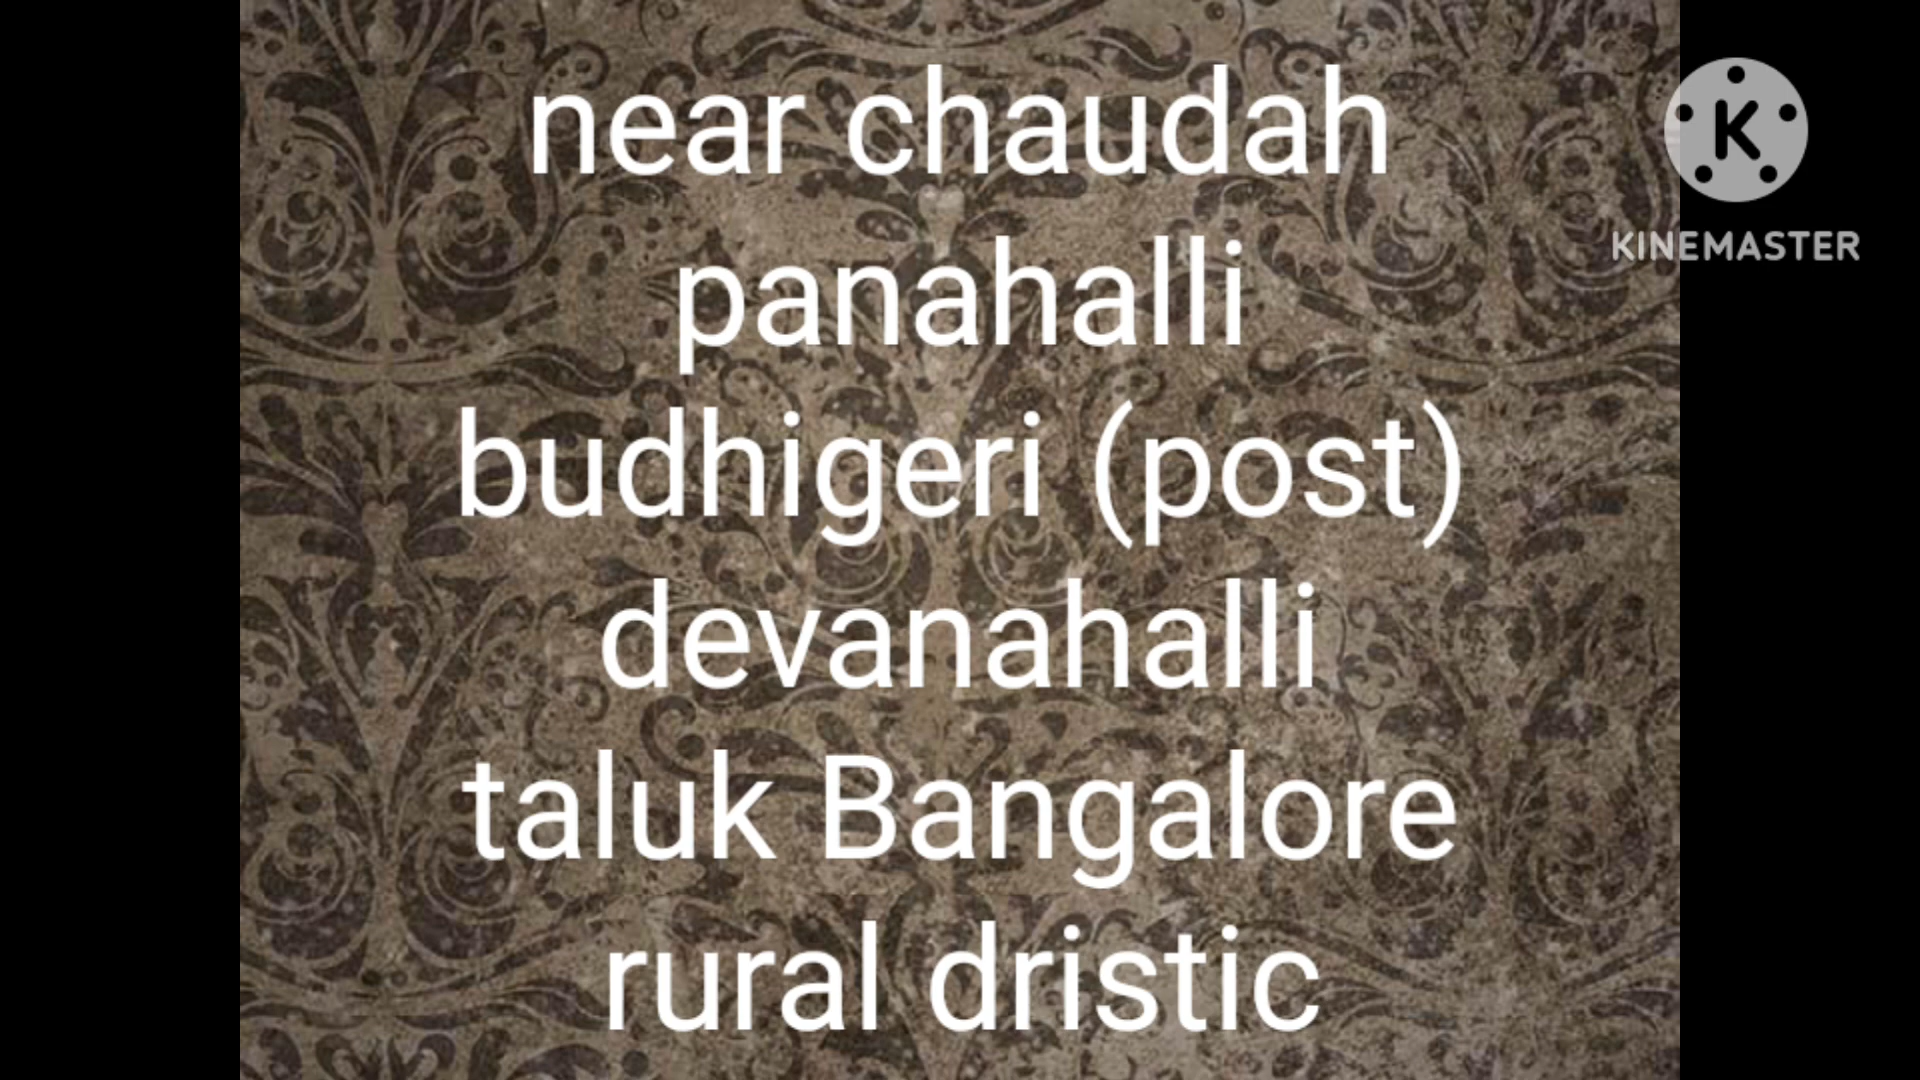 near chaudah
panahalli
budhigeri (post)
devanahalli
taluk Bangalore
rural dristic
K
KINEMASTER